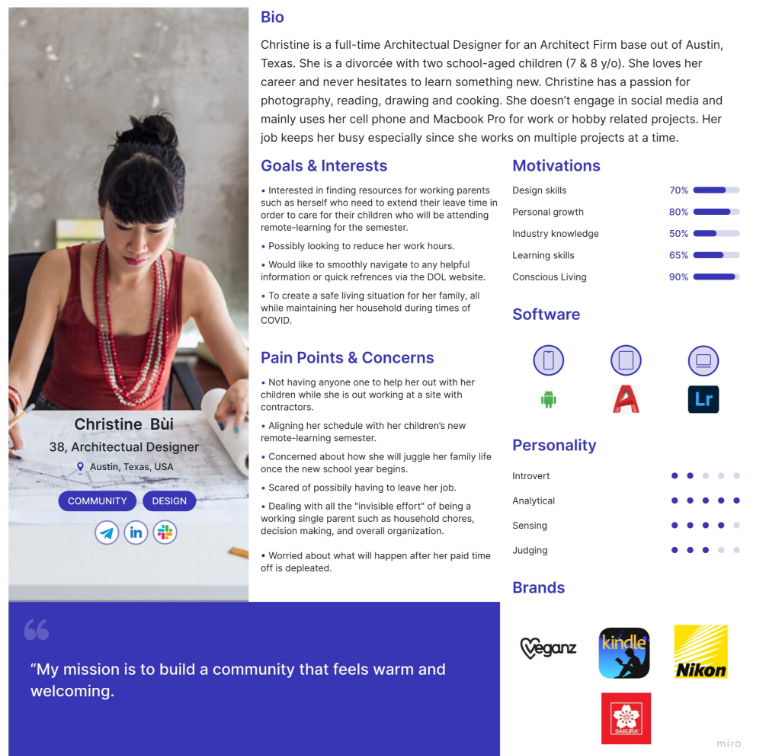 Bio
Christine is a full-time Architectual Designer for an Architect Firm base out of Austin,
Texas. She is a divorcée with two school-aged children (7 & 8 y/o). She loves her
career and never hesitates to learn something new. Christine has a passion for
photography, reading, drawing and cooking. She doesn't engage in social media and
mainly uses her cell phone and Macbook Pro for work or hobby related projects. Her
job keeps her busy especially since she works on multiple projects at a time.
Goals & Interests
• Interested in finding resources for working parents
such as herself who need to extend their leave time in
order to care for their children who will be attending
remote-learning for the semester.
• Possibly looking to reduce her work hours.
• Would like to smoothly navigate to any helpful
information or quick refrences via the DOL website.
• To create a safe living situation for her family, all
while maintaining her household during times of
COVID.
Pain Points & Concerns
• Not having anyone one to help her out with her
children while she is out working at a site with
contractors.
• Aligning her schedule with her children's new
remote-learning semester.
• Concerned about how she will juggle her family life
once the new school year begins.
• Scared of possibily having to leave her job.
• Dealing with all the "invisible effort" of being a
working single parent such as household chores,
decision making, and overall organization.
• Worried about what will happen after her paid time
off is depleated.
Motivations
Design skills 70%
Personal growth 80%
Industry knowledge 50%
Learning skills 65%
Conscious Living 90%
Software
Lr
Personality
Introvert
Analytical
Sensing
Judging
Brands
Veganz
kindle
Nikon
SAKURA
Christine Bùi
38, Architectual Designer
Austin, Texas, USA
COMMUNITY DESIGN
in
“My mission is to build a community that feels warm and
welcoming.
miro